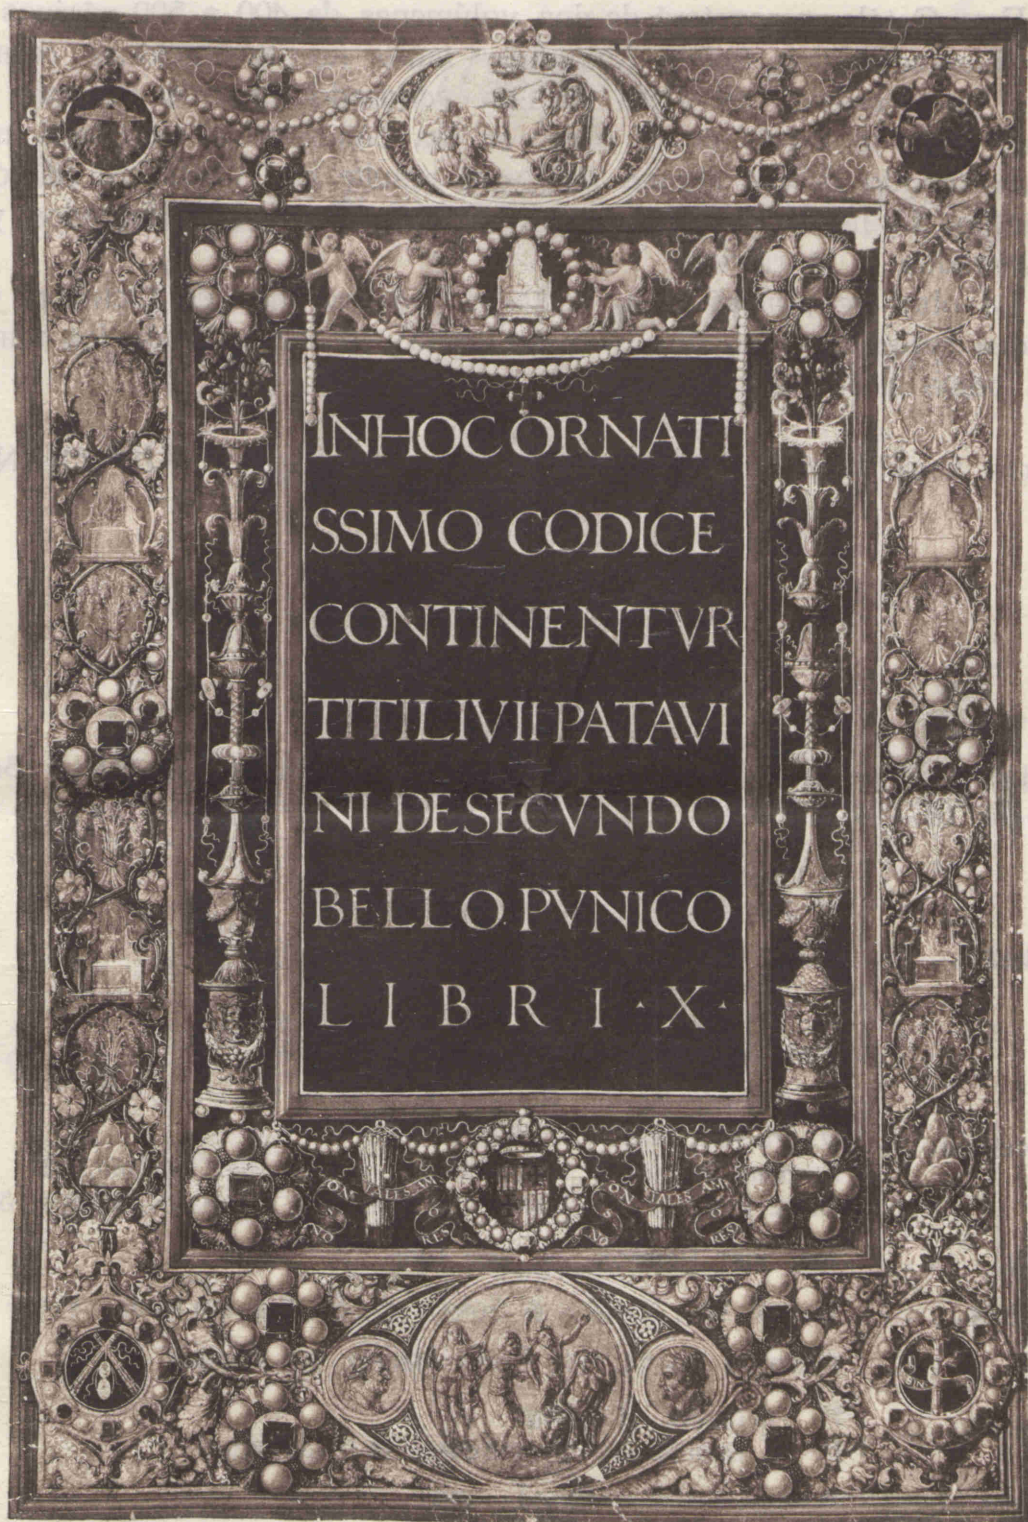 INHOC ORNATI
SSIMO CODICE
CONTINENTVR
TITILIVII PATAVI
NI DE SECVNDO
BELLO PVNICO
LIBRI · X ·